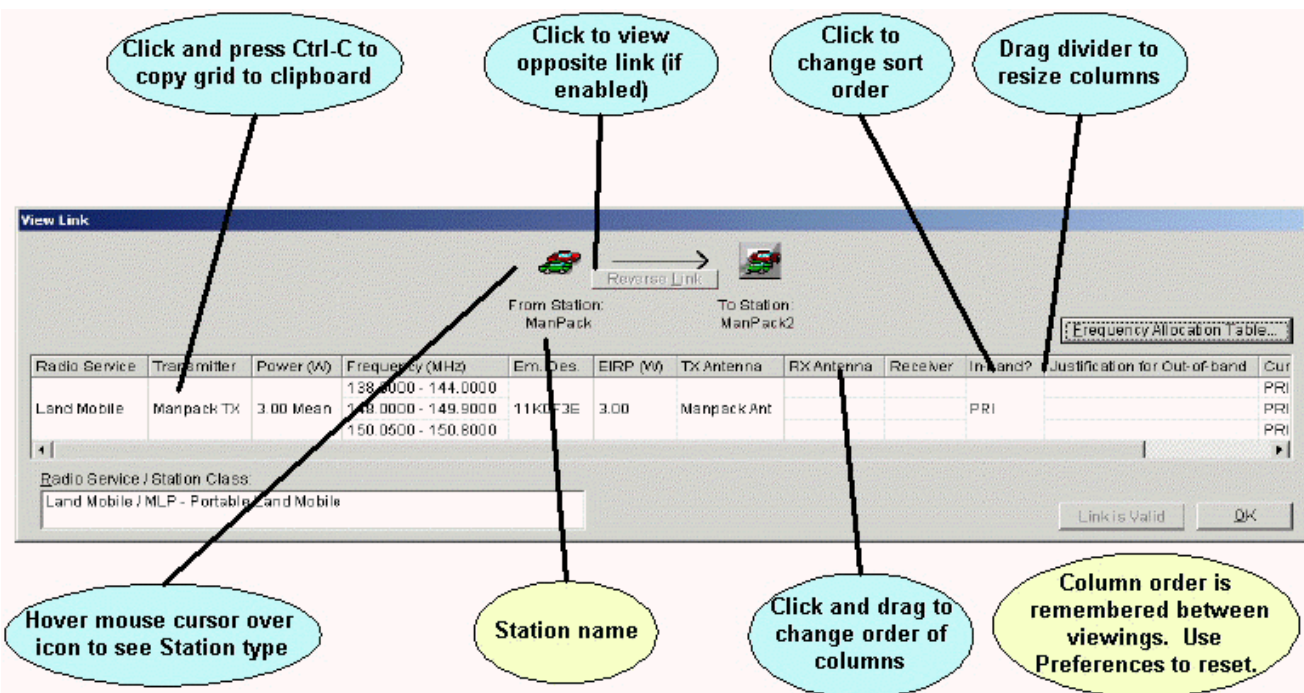 Click and press Ctrl-C to
copy grid to clipboard
Click to view
opposite link (if
enabled)
Click to
change sort
order
Drag divider to
resize columns
View Link
Reverse Link
From Station:
ManPack
To Station:
ManPack2
Frequency Allocation Table...
Radio Service Transmitter Power (W) Frequency (MHz) Em. Des. EIRP (W) TX Antenna RX Antenna Receiver In-band? Justification for Out-of-band Cur
138.0000 - 144.0000 PRI
Land Mobile Manpack TX 3.00 Mean 148.0000 - 149.9000 11K0F3E 3.00 Manpack Ant PRI PRI
150.0500 - 150.8000 PRI
Radio Service / Station Class:
Land Mobile / MLP - Portable Land Mobile
Link is Valid
OK
Hover mouse cursor over
icon to see Station type
Station name
Click and drag to
change order of
columns
Column order is
remembered between
viewings. Use
Preferences to reset.